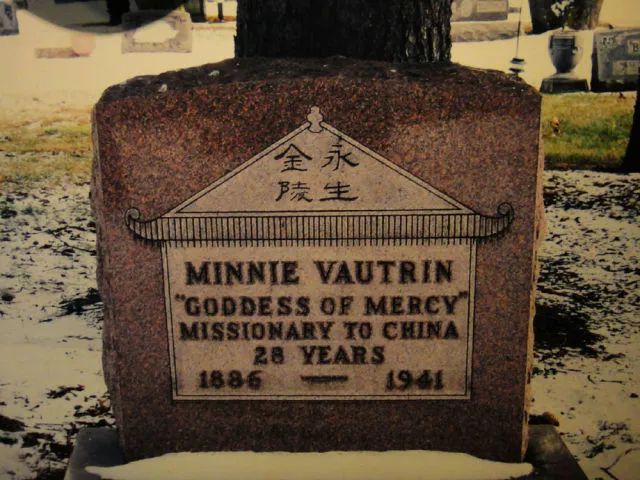 金陵
永生
MINNIE VAUTRIN
"GODDESS OF MERCY"
MISSIONARY TO CHINA
28 YEARS
1886 — 1941